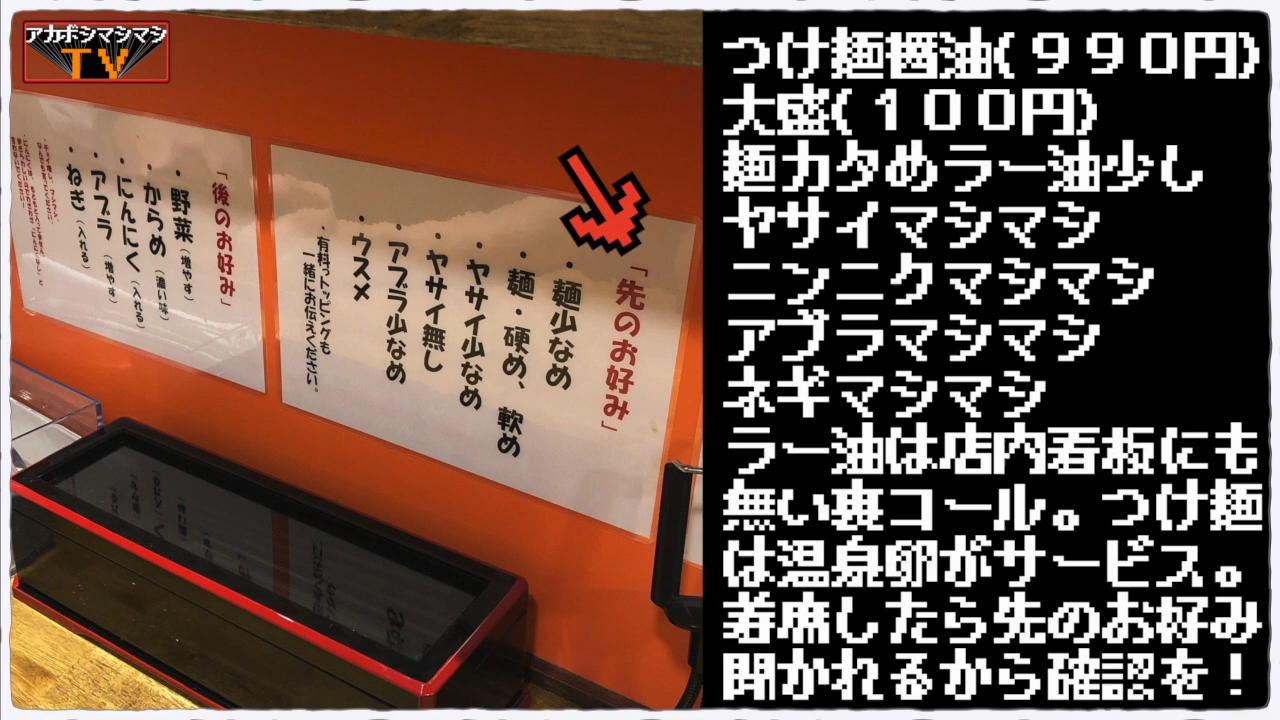 アカボシマシマシ
TV
つけ麺醤油(９９０円)
大盛(１００円)
麺カタめラー油少し
ヤサイマシマシ
ニンニクマシマシ
アブラマシマシ
ネギマシマシ
ラー油は店内看板にも
無い裏コール。つけ麺
は温泉卵がサービス。
着席したら先のお好み
聞かれるから確認を！
「先のお好み」
・麺少なめ
・麺・硬め、軟め
・ヤサイ少なめ
・ヤサイ無し
・アブラ少なめ
・ウスメ
・有料トッピングも
一緒にお伝えください。
「後のお好み」
・野菜（増やす）
・からめ（濃い味）
・にんにく（入れる）
・アブラ（増やす）
・ねぎ（入れる）